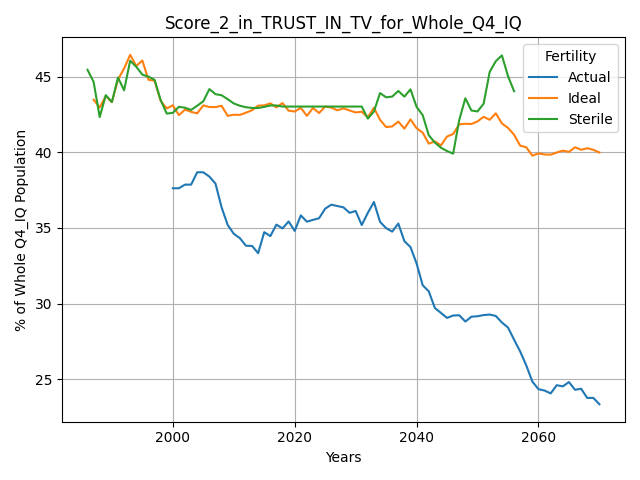 Score_2_in_TRUST_IN_TV_for_Whole_Q4_IQ
Fertility
Actual
Ideal
Sterile
% of Whole Q4_IQ Population
45
40
35
30
25
2000
2020
2040
2060
Years